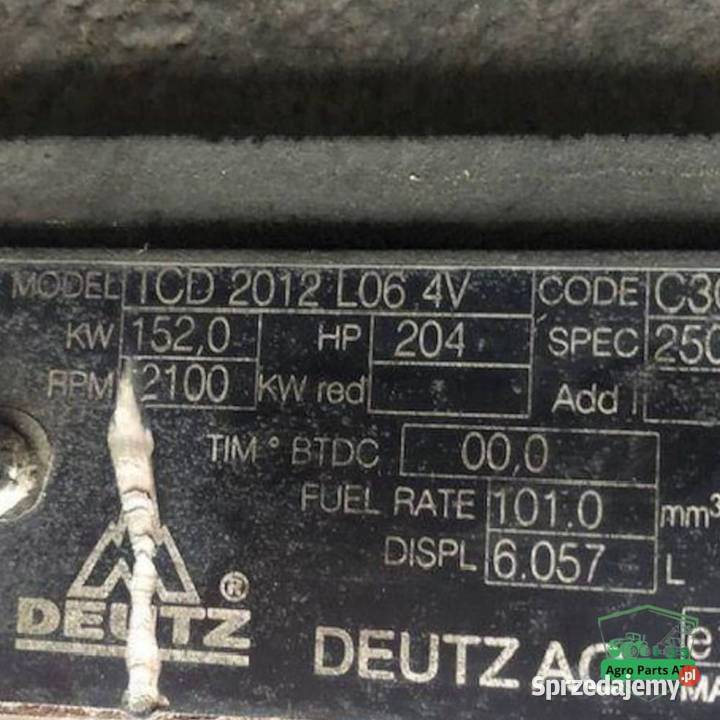 MODEL TCD 2012 L06 4V CODE
KW 152,0 HP 204 SPEC
RPM 2100 KW red Add
TIM ° BTDC 00,0
FUEL RATE 101.0 mm³
DISPL 6.057 L
DEUTZ ®
DEUTZ AG
e
Agro Parts
Sprzedajemy.pl